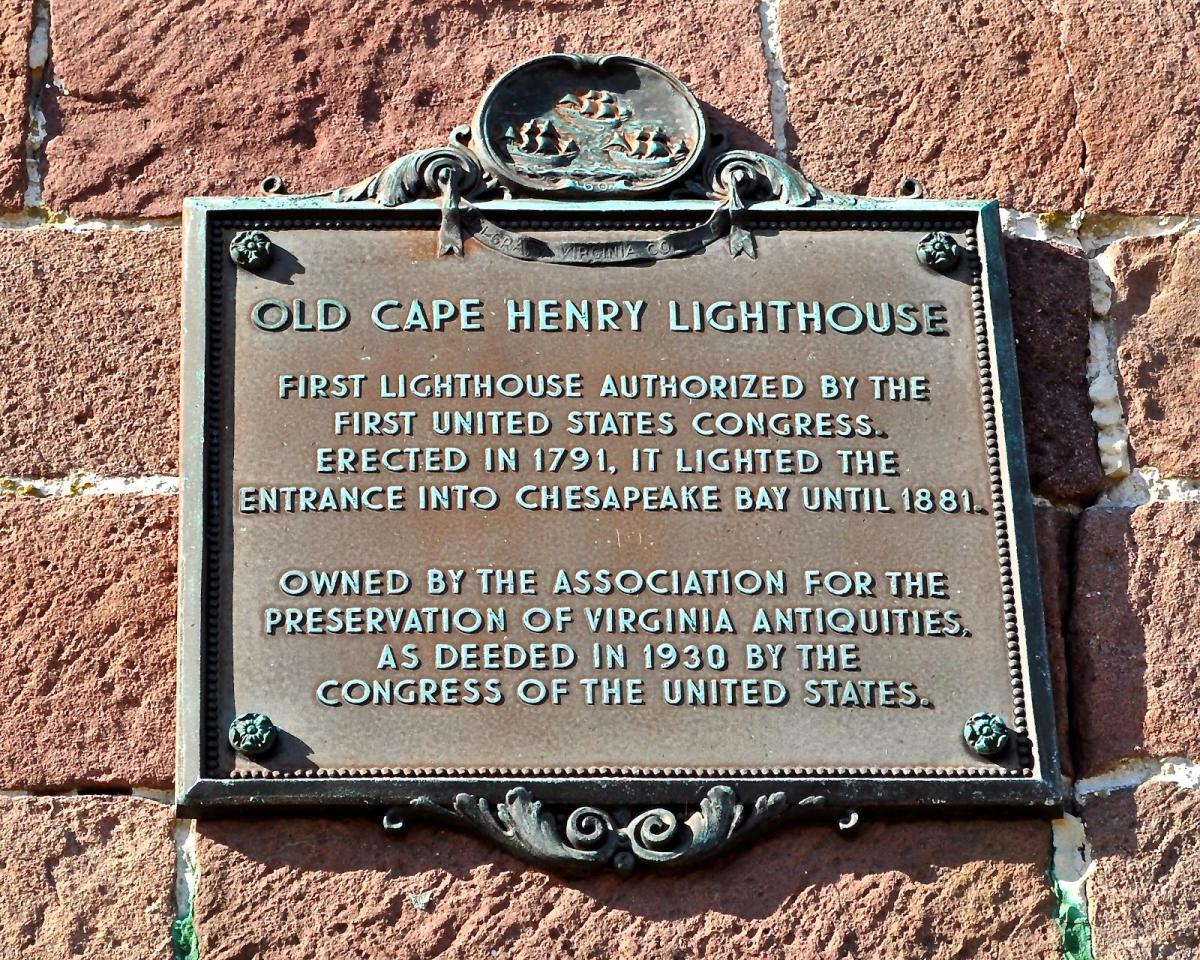 VIRGINIA CO
OLD CAPE HENRY LIGHTHOUSE
FIRST LIGHTHOUSE AUTHORIZED BY THE
FIRST UNITED STATES CONGRESS.
ERECTED IN 1791, IT LIGHTED THE
ENTRANCE INTO CHESAPEAKE BAY UNTIL 1881.
OWNED BY THE ASSOCIATION FOR THE
PRESERVATION OF VIRGINIA ANTIQUITIES,
AS DEEDED IN 1930 BY THE
CONGRESS OF THE UNITED STATES.